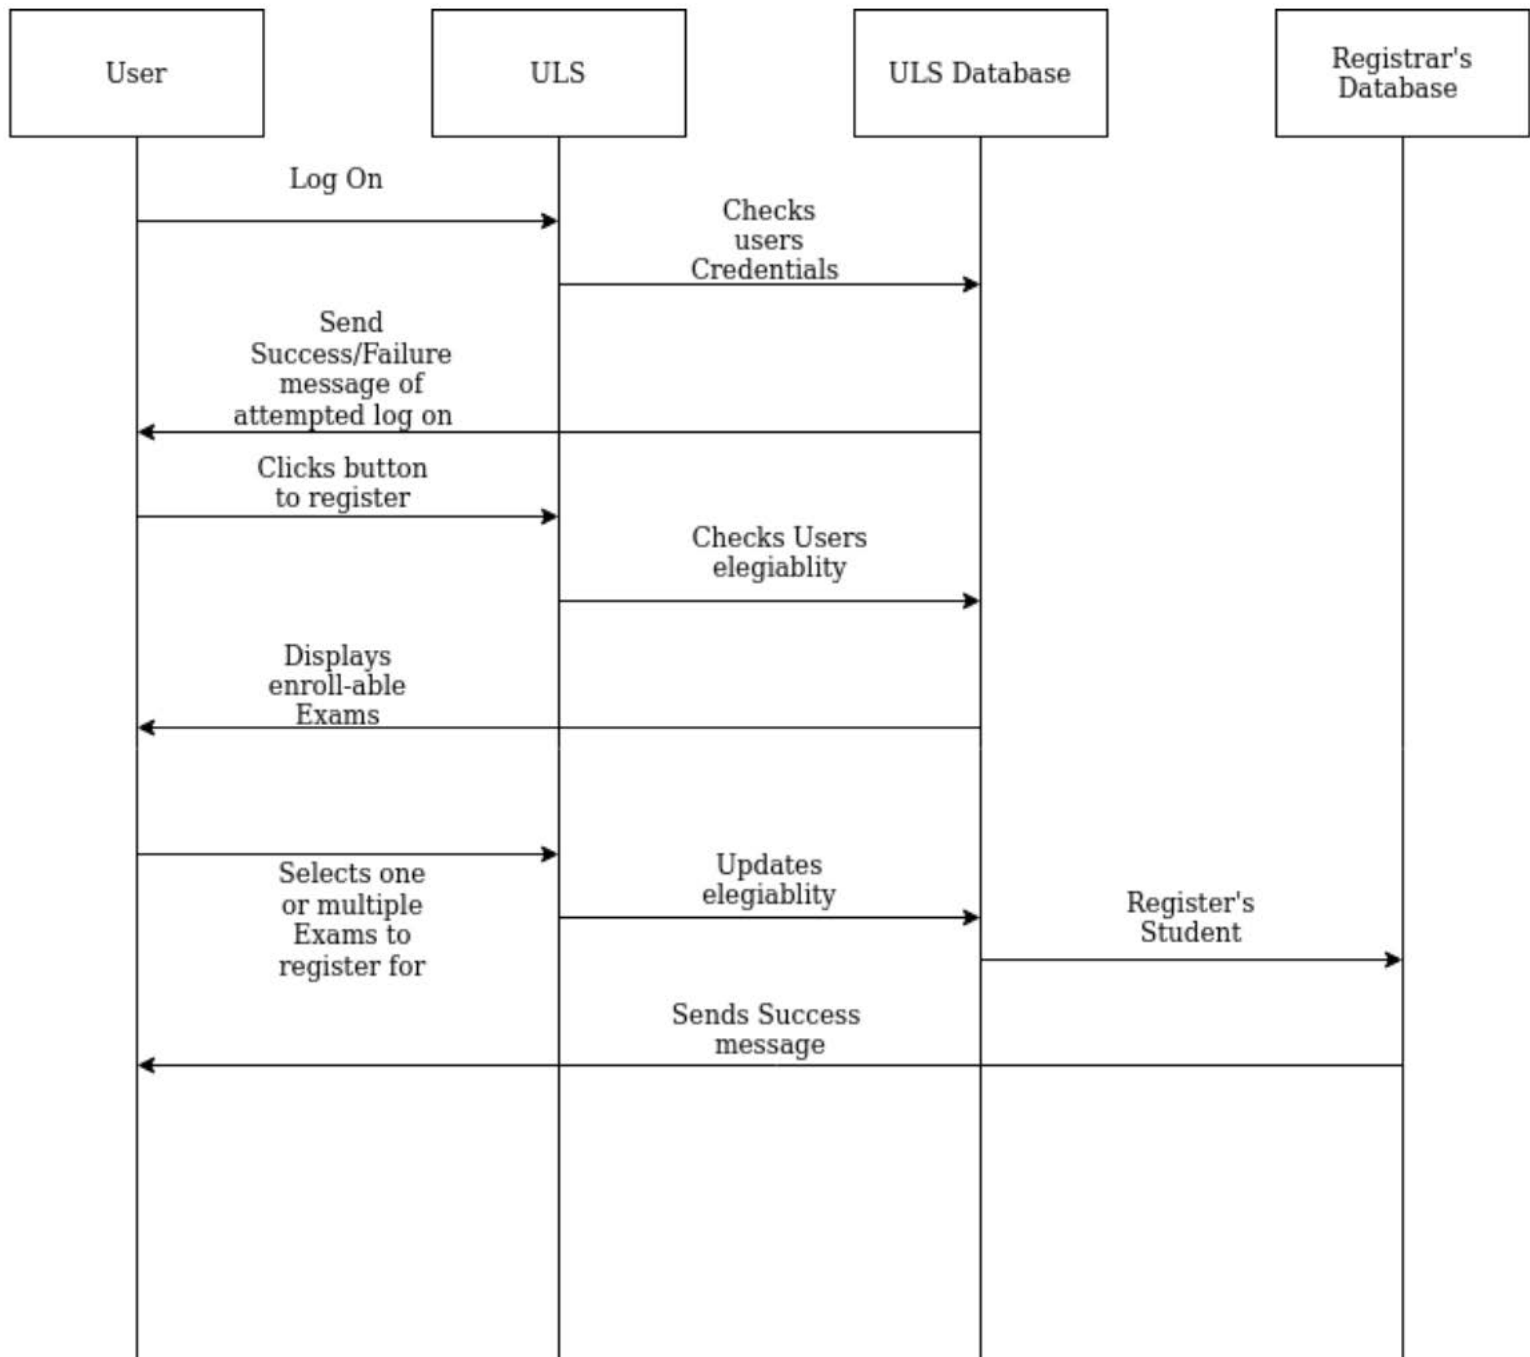 User
ULS
ULS Database
Registrar's
Database
Log On
Checks
users
Credentials
Send
Success/Failure
message of
attempted log on
Clicks button
to register
Checks Users
elegiablity
Displays
enroll-able
Exams
Selects one
or multiple
Exams to
register for
Updates
elegiablity
Register's
Student
Sends Success
message